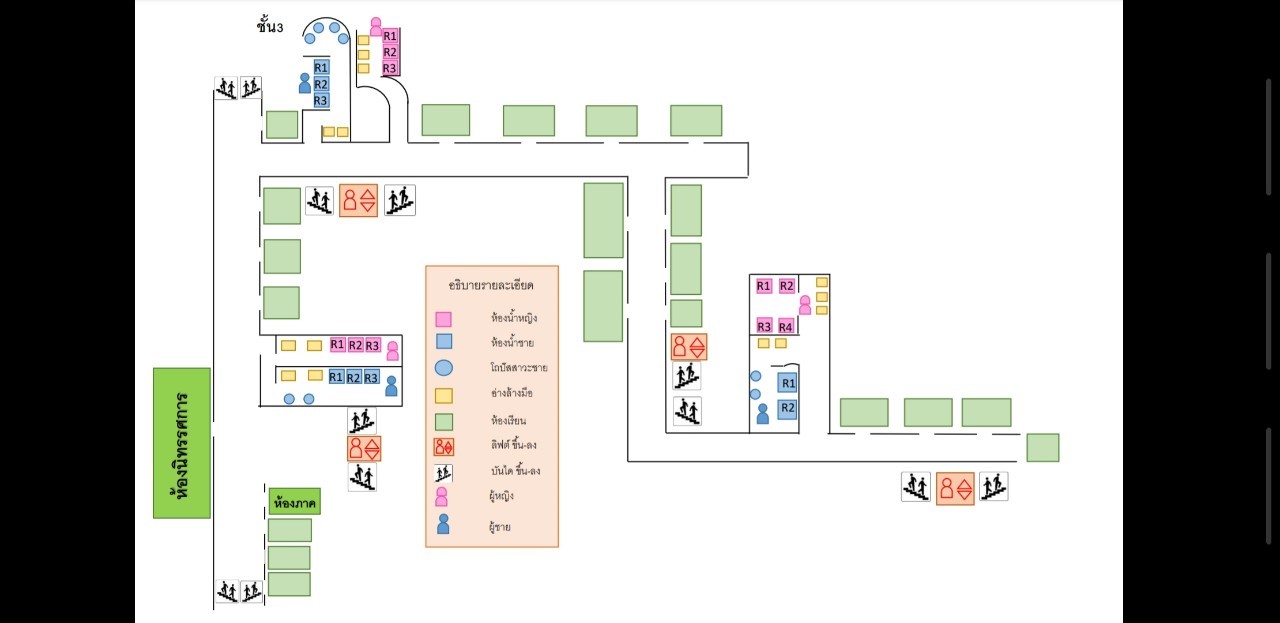 ชั้น3
R1
R2
R3
R1
R2
R3
อธิบายรายละเอียด
ห้องน้ำหญิง
ห้องน้ำชาย
โถปัสสาวะชาย
อ่างล้างมือ
ห้องเรียน
ลิฟต์ ขึ้น-ลง
บันได ขึ้น-ลง
ผู้หญิง
ผู้ชาย
R1 R2
R3 R4
R1
R2
R1 R2 R3
R1 R2 R3
ห้องนิทรรศการ
ห้องภาค